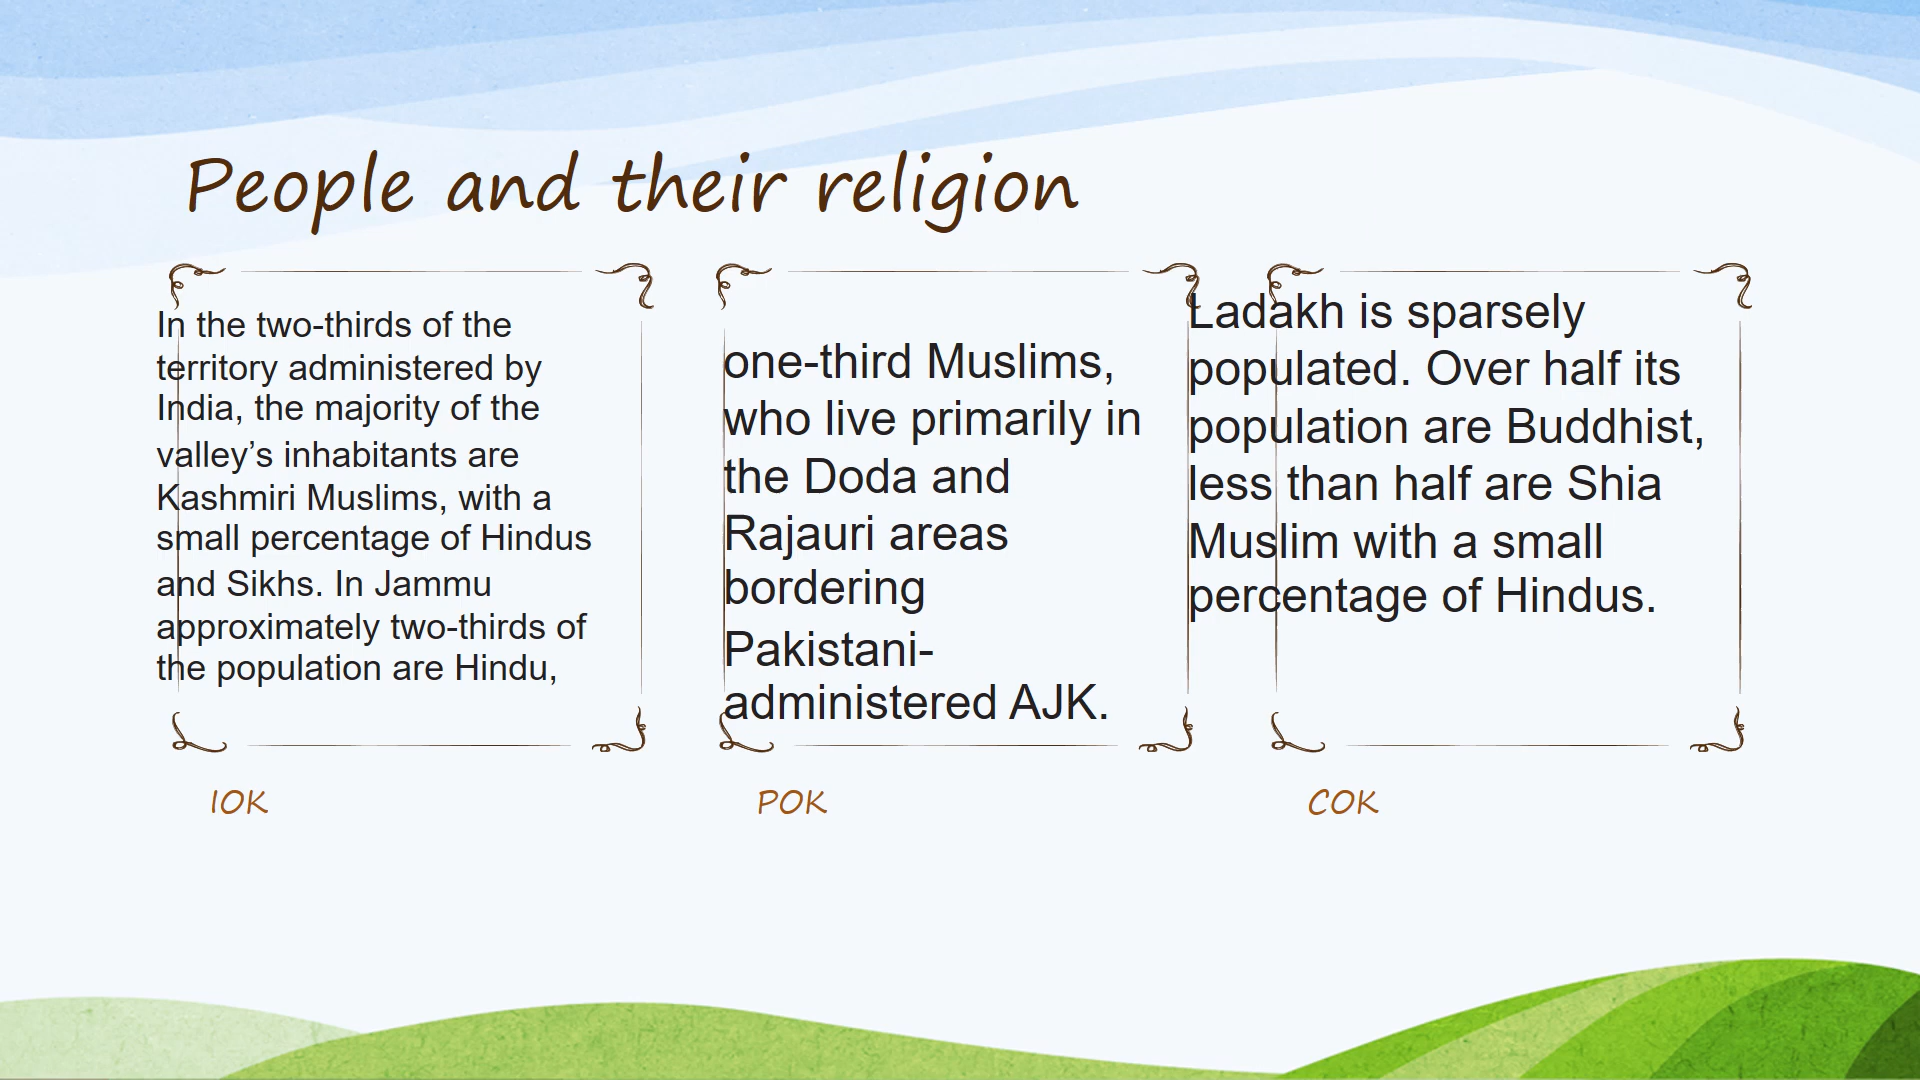 People and their religion
In the two-thirds of the
territory administered by
India, the majority of the
valley’s inhabitants are
Kashmiri Muslims, with a
small percentage of Hindus
and Sikhs. In Jammu
approximately two-thirds of
the population are Hindu,
one-third Muslims,
who live primarily in
the Doda and
Rajauri areas
bordering
Pakistani-
administered AJK.
Ladakh is sparsely
populated. Over half its
population are Buddhist,
less than half are Shia
Muslim with a small
percentage of Hindus.
IOK
POK
COK